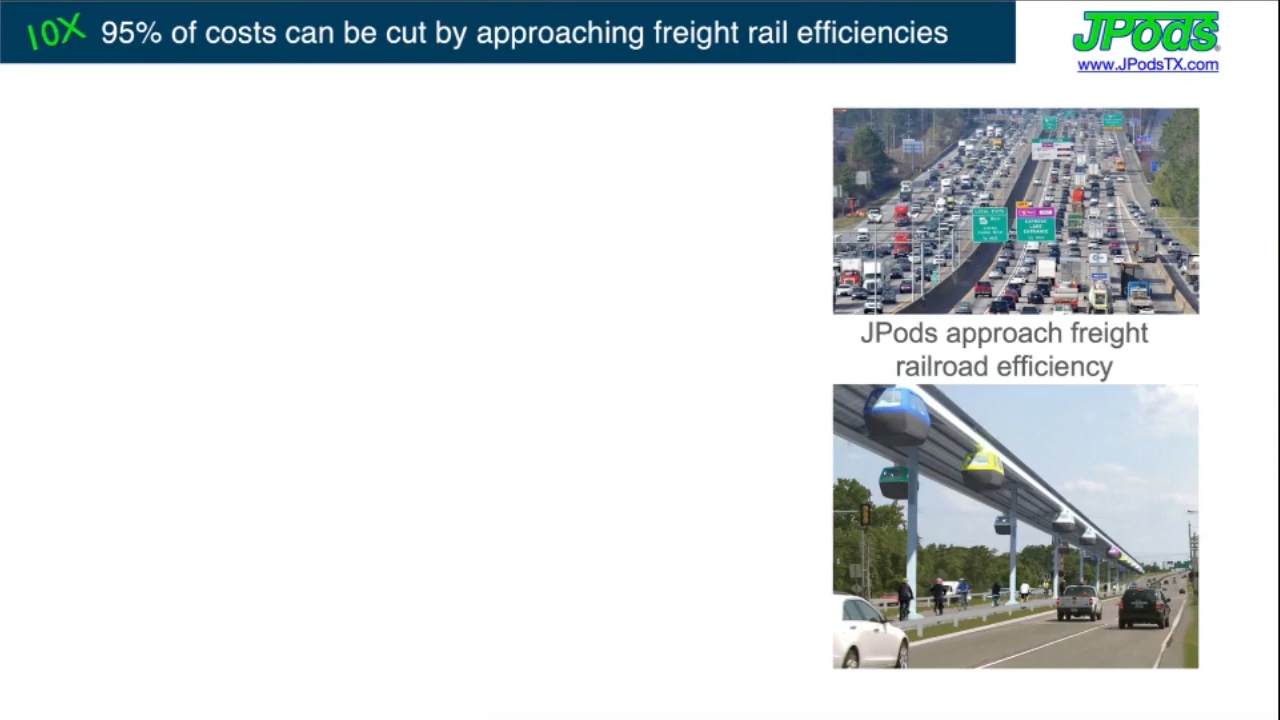 10X 95% of costs can be cut by approaching freight rail efficiencies
JPods
www.JPodsTX.com
JPods approach freight
railroad efficiency